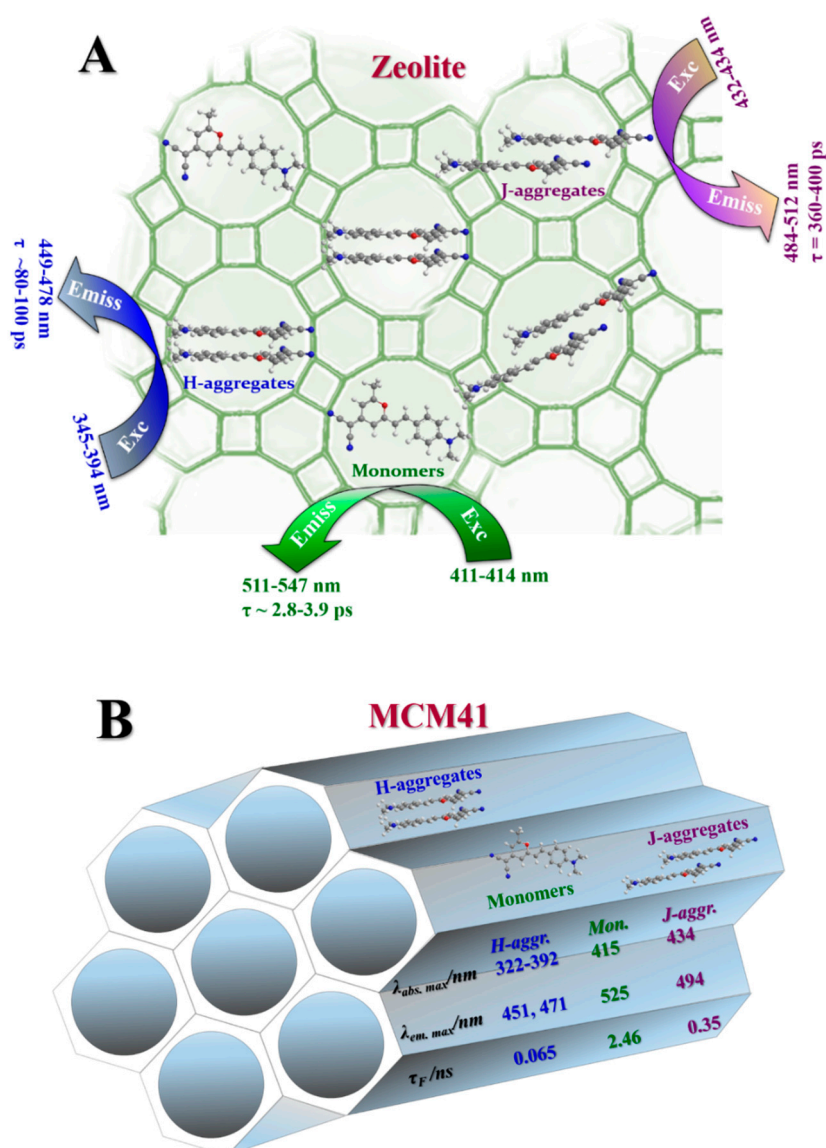 A
Zeolite
Exc
432-434 nm
J-aggregates
Emiss
484-512 nm
τ = 360-400 ps
449-478 nm
τ ~80-100 ps
Emiss
H-aggregates
Exc
345-394 nm
Monomers
Emiss
Exc
511-547 nm
τ ~ 2.8-3.9 ps
411-414 nm
B
MCM41
H-aggregates
J-aggregates
Monomers
H-aggr. Mon. J-aggr.
λabs. max/nm 322-392 415 434
λem. max/nm 451, 471 525 494
τF/ns 0.065 2.46 0.35